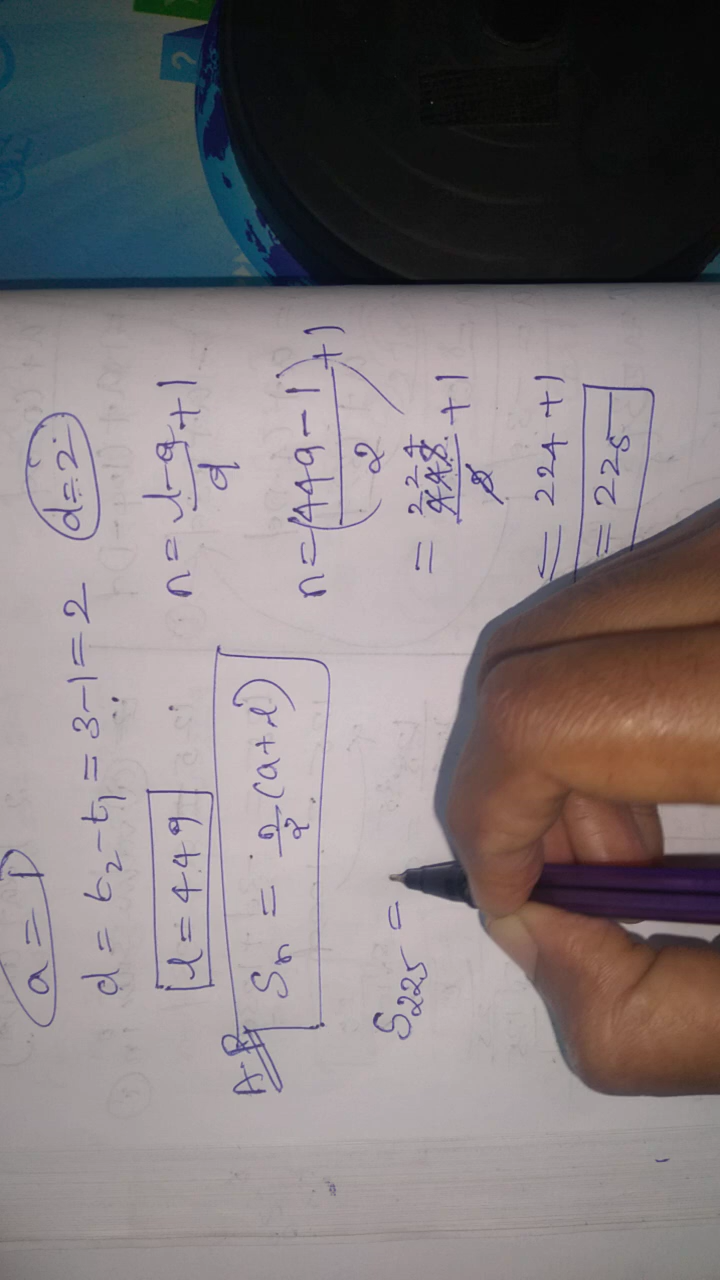 a = 1
d = t₂ - t₁ = 3 - 1 = 2 d = 2
l = 449
A.P. Sₙ = n/2 (a + l)
n = (l - a)/d + 1
n = (449 - 1)/2 + 1
= 448/2 224 + 1
= 224 + 1
= 225
S₂₂₅ =
?